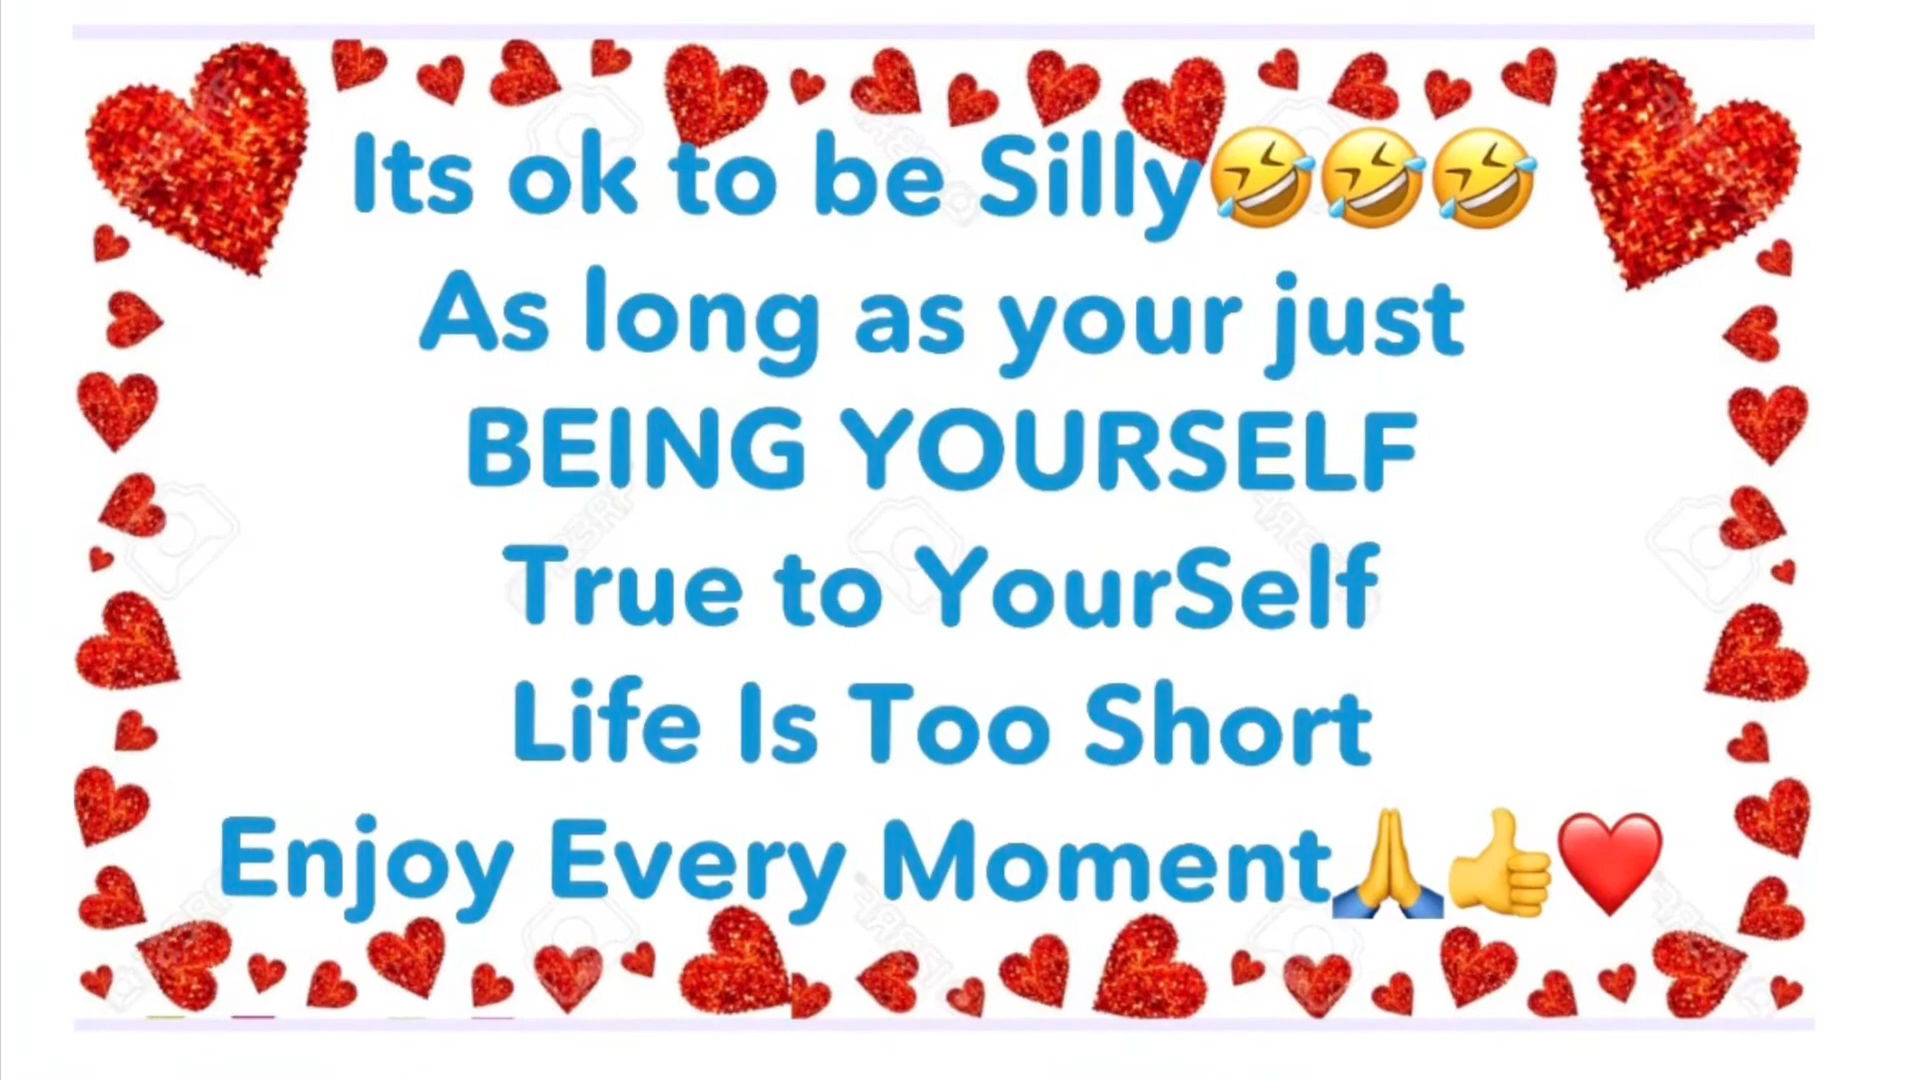 Its ok to be Silly🤣🤣🤣
As long as your just
BEING YOURSELF
True to YourSelf
Life Is Too Short
Enjoy Every Moment🙏👍❤️